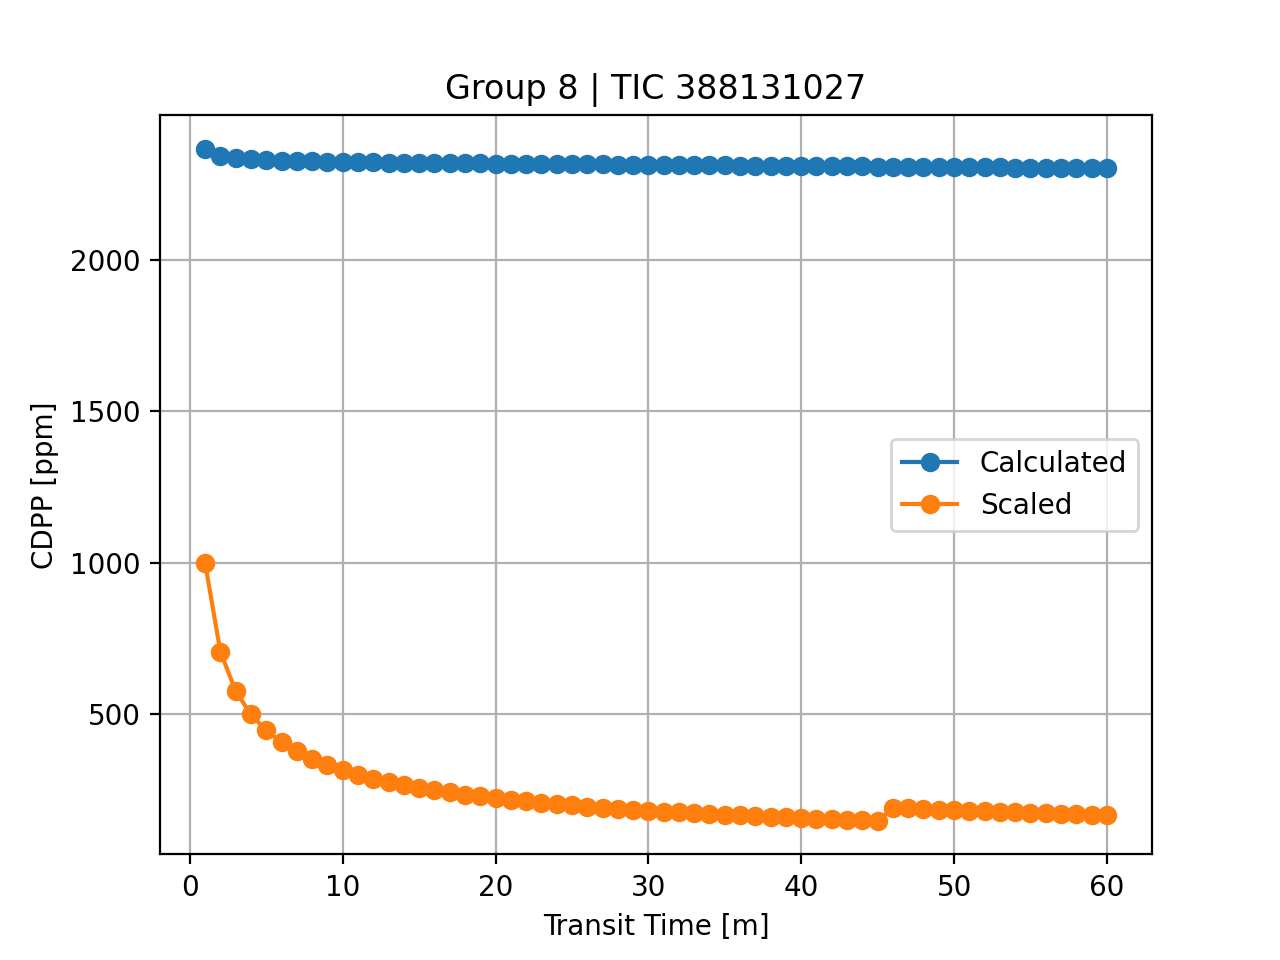 Group 8 | TIC 388131027
CDPP [ppm]
2000
1500
1000
500
Calculated
Scaled
0 10 20 30 40 50 60
Transit Time [m]